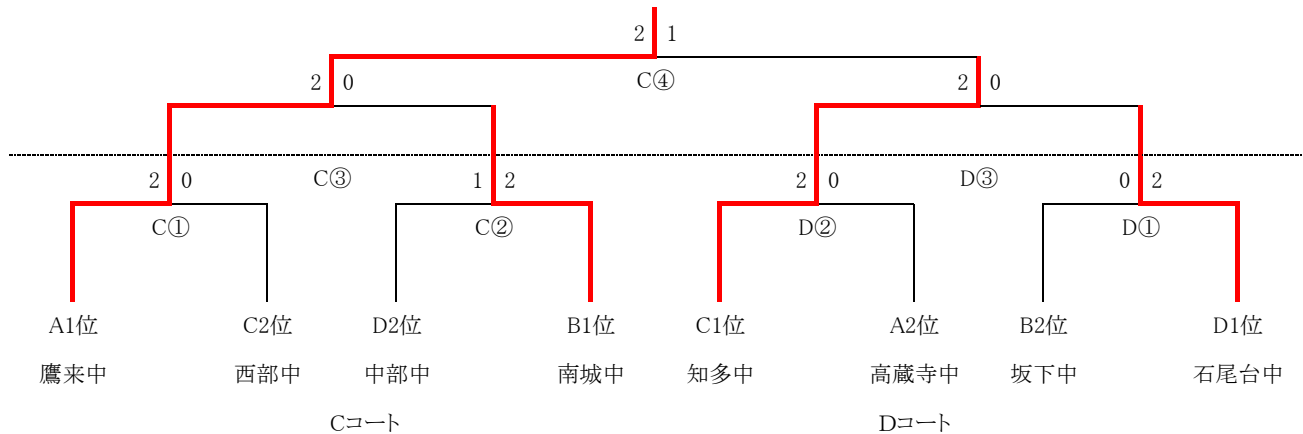 2 1
C④
2 0
2 0
C③
D③
2 0
1 2
2 0
0 2
C①
C②
D②
D①
A1位 C2位 D2位 B1位 C1位 A2位 B2位 D1位
鷹来中 西部中 中部中 南城中 知多中 高蔵寺中 坂下中 石尾台中
Cコート Dコート